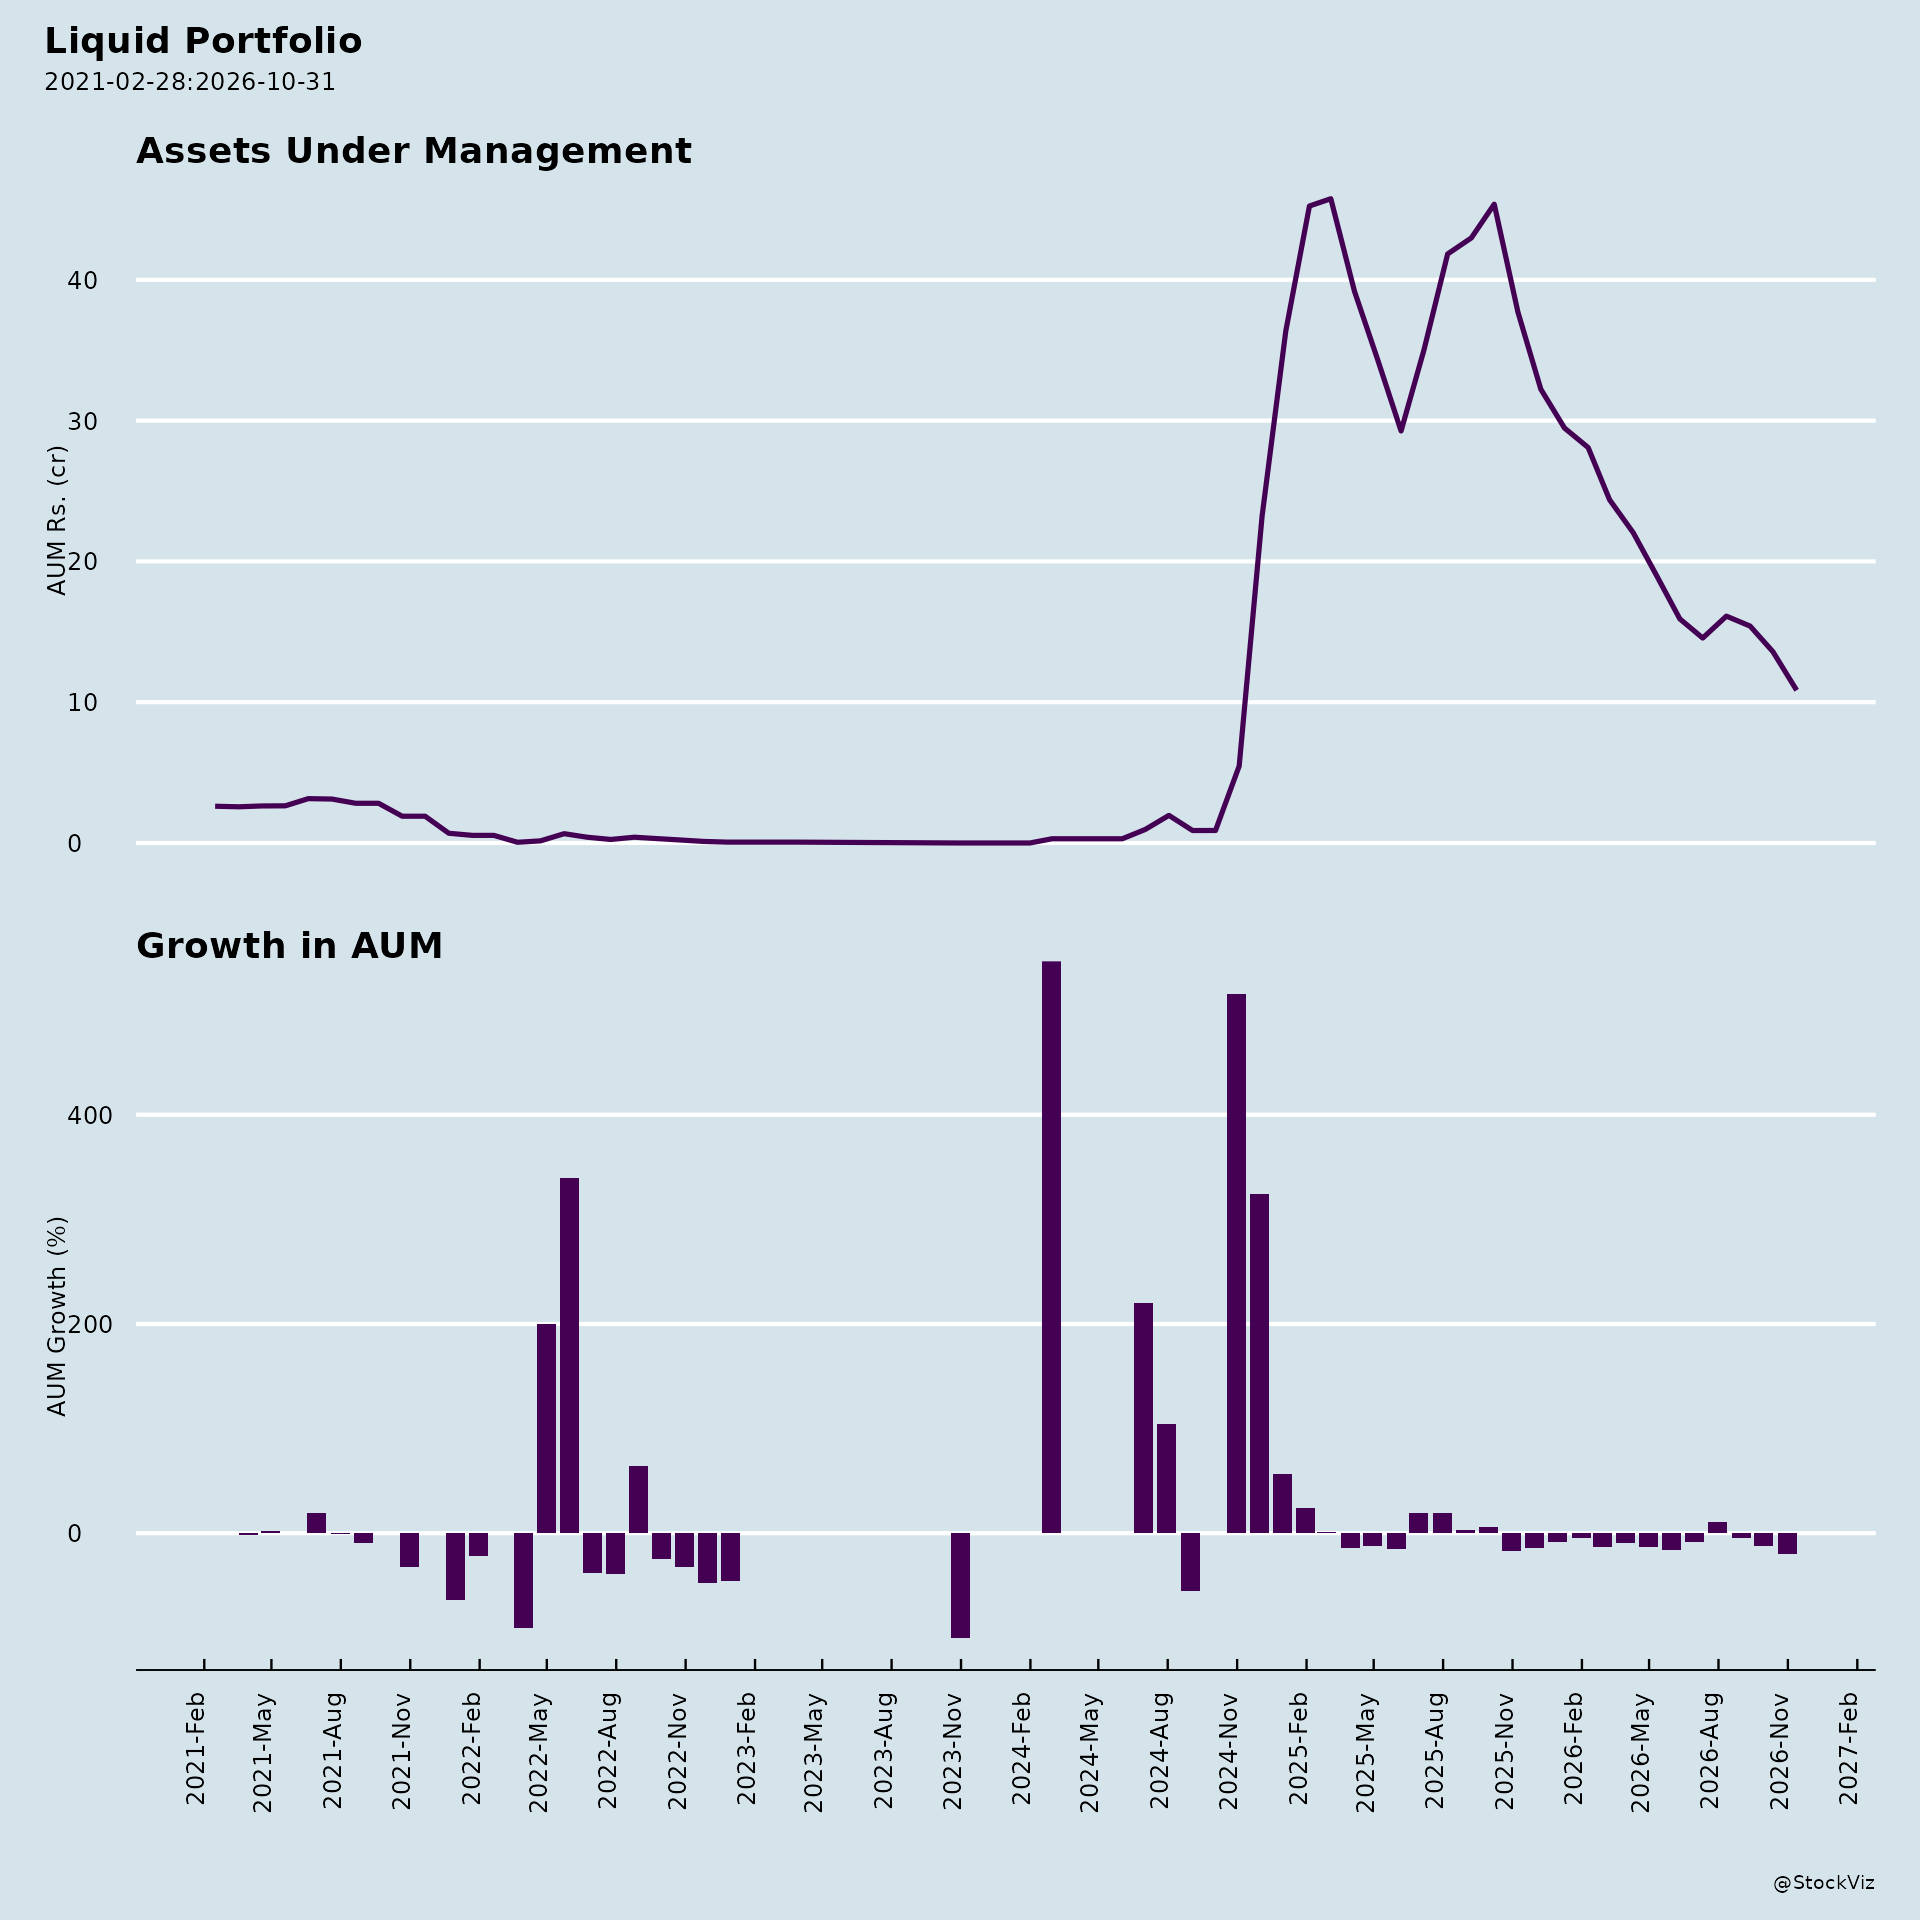 Liquid Portfolio
2021-02-28:2026-10-31
Assets Under Management
AUM Rs. (cr)
40
30
20
10
0
Growth in AUM
AUM Growth (%)
400
200
0
2021-Feb
2021-May
2021-Aug
2021-Nov
2022-Feb
2022-May
2022-Aug
2022-Nov
2023-Feb
2023-May
2023-Aug
2023-Nov
2024-Feb
2024-May
2024-Aug
2024-Nov
2025-Feb
2025-May
2025-Aug
2025-Nov
2026-Feb
2026-May
2026-Aug
2026-Nov
2027-Feb
@StockViz